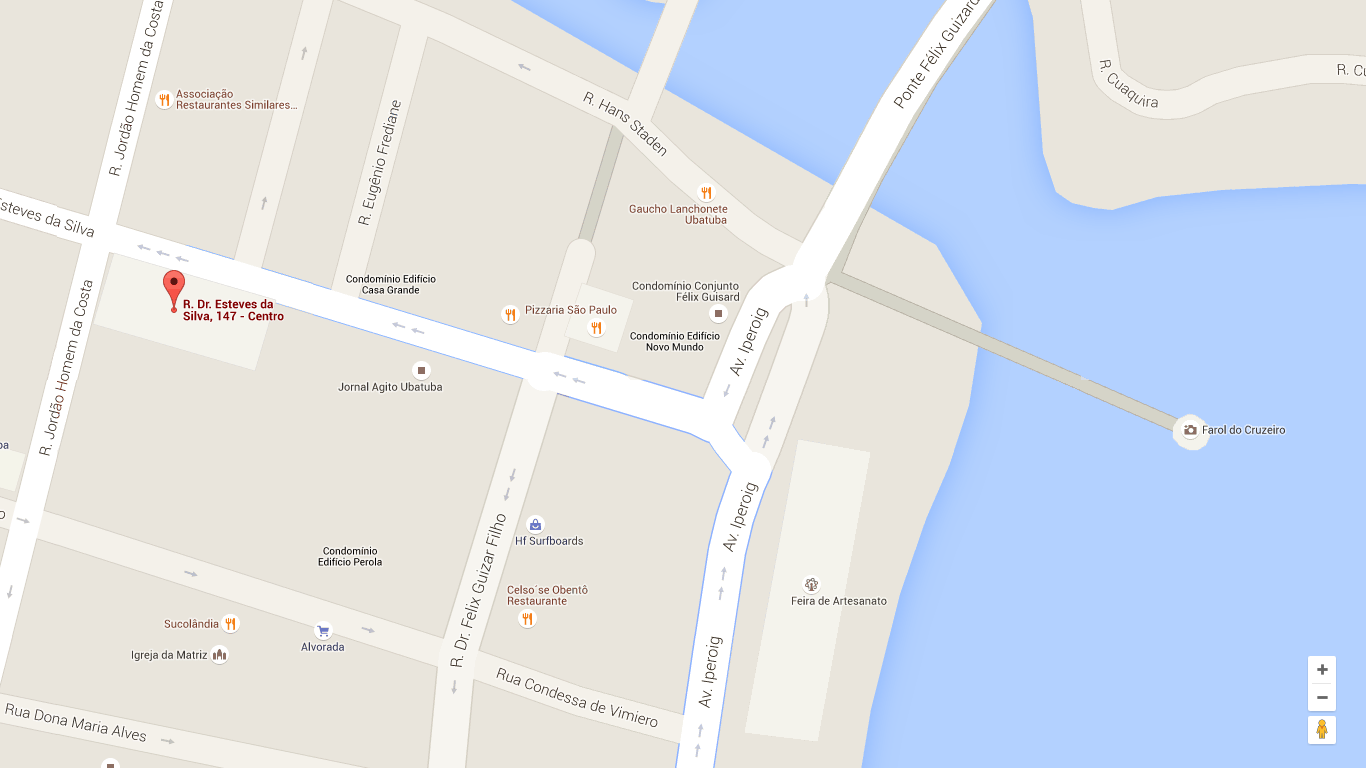 R. Jordão Homem da Costa
Associação
Restaurantes Similares...
R. Eugênio Frediane
R. Hans Staden
Ponte Félix Guizard
R. Cuaquira
Gaucho Lanchonete
Ubatuba
Esteves da Silva
R. Dr. Esteves da
Silva, 147 - Centro
Condomínio Edifício
Casa Grande
Pizzaria São Paulo
Condomínio Conjunto
Félix Guisard
Condomínio Edifício
Novo Mundo
Av. Iperoig
R. Jordão Homem da Costa
Jornal Agito Ubatuba
Farol do Cruzeiro
Av. Iperoig
Hf Surfboards
Condomínio
Edifício Perola
R. Dr. Felix Guizar Filho
Celso´se Obentô
Restaurante
Feira de Artesanato
Sucolândia
Alvorada
Igreja da Matriz
Av. Iperoig
Rua Condessa de Vimiero
Rua Dona Maria Alves
+
−